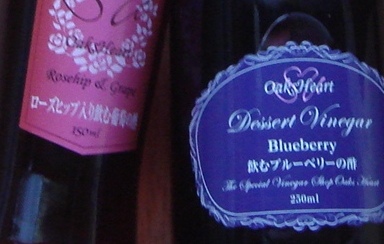 Oaks Heart
Rosehip & Grape
ローズヒップ入り飲む葡萄の酢
150ml
Oaks Heart
Dessert Vinegar
Blueberry
飲むブルーベリーの酢
The Special Vinegar Shop Oaks Heart
250ml